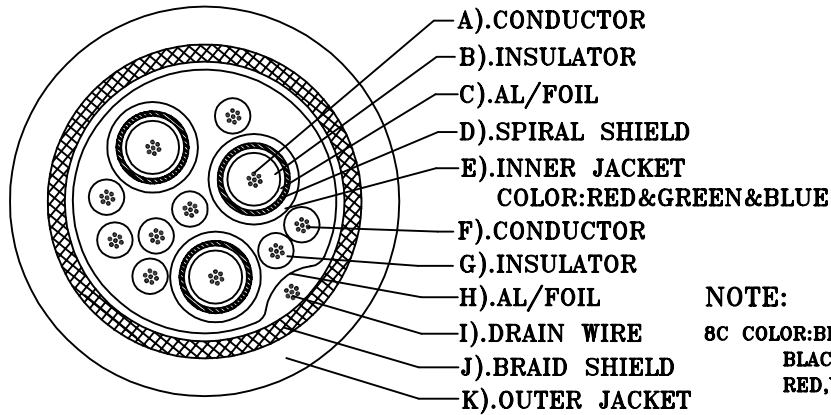 A).CONDUCTOR
B).INSULATOR
C).AL/FOIL
D).SPIRAL SHIELD
E).INNER JACKET
COLOR:RED&GREEN&BLUE
F).CONDUCTOR
G).INSULATOR
H).AL/FOIL
I).DRAIN WIRE
J).BRAID SHIELD
K).OUTER JACKET
NOTE:
8C COLOR:
RED,